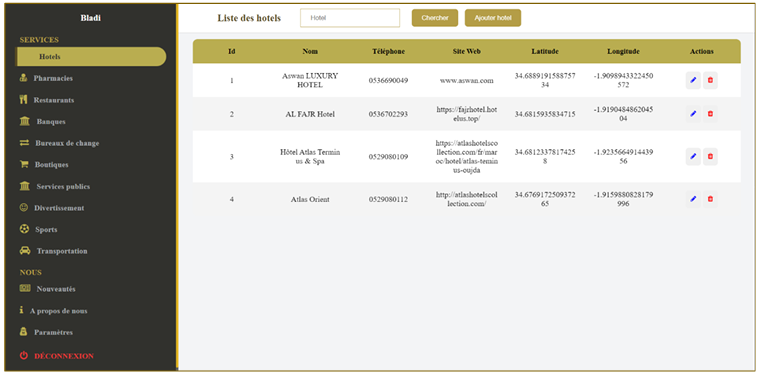 Bladi
SERVICES
Hotels
Pharmacies
Restaurants
Banques
Bureaux de change
Boutiques
Services publics
Divertissement
Sports
Transportation
NOUS
Nouveautés
A propos de nous
Paramètres
DÉCONNEXION
Liste des hotels
Hotel
Chercher
Ajouter hotel
Id Nom Téléphone Site Web Latitude Longitude Actions
1 Aswan LUXURY HOTEL 0536690049 www.aswan.com 34.688919158875734 -1.9098943322450572
2 AL FAJR Hotel 0536702293 https://fajrhotel.hotelus.top/ 34.6815935834715 -1.919048486204504
3 Hôtel Atlas Terminus & Spa 0529080109 https://atlashotelscollection.com/fr/maroc/hotel/atlas-teminus-oujda 34.68123378174258 -1.923566491443956
4 Atlas Orient 0529080112 http://atlashotelscollection.com/ 34.676917250937265 -1.9159880828179996